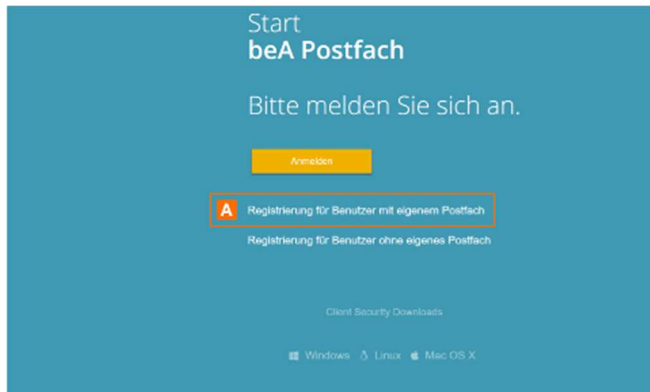 Start
beA Postfach
Bitte melden Sie sich an.
Anmelden
A Registrierung für Benutzer mit eigenem Postfach
Registrierung für Benutzer ohne eigenes Postfach
Client Security Downloads
Windows Linux Mac OS X